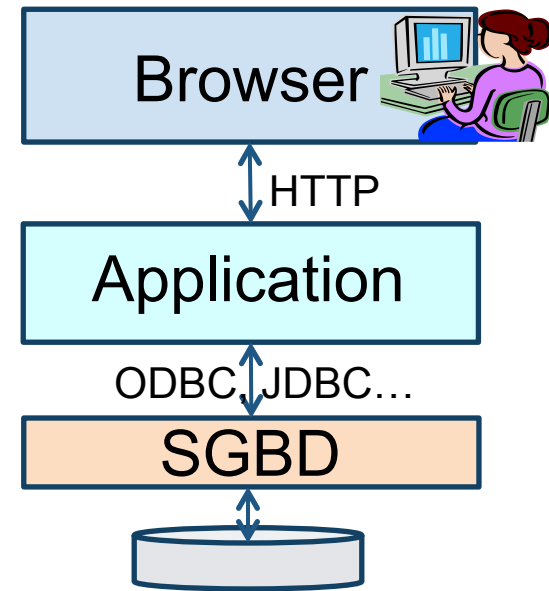 Browser
HTTP
Application
ODBC, JDBC…
SGBD